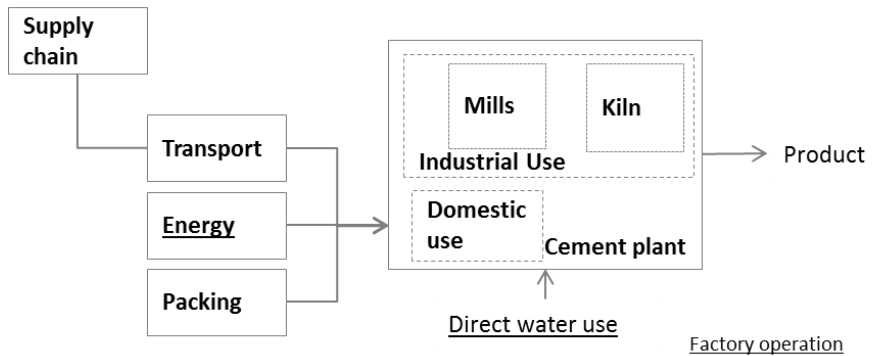 Supply
chain
Transport
Energy
Packing
Mills
Kiln
Industrial Use
Domestic
use
Cement plant
Product
Direct water use
Factory operation